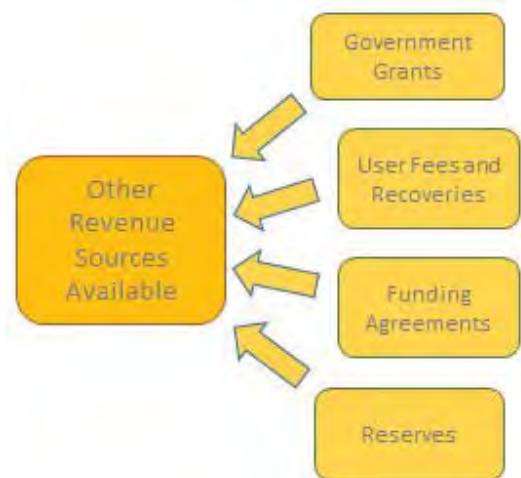 Government
Grants
User Fees and
Recoveries
Other
Revenue
Sources
Available
Funding
Agreements
Reserves